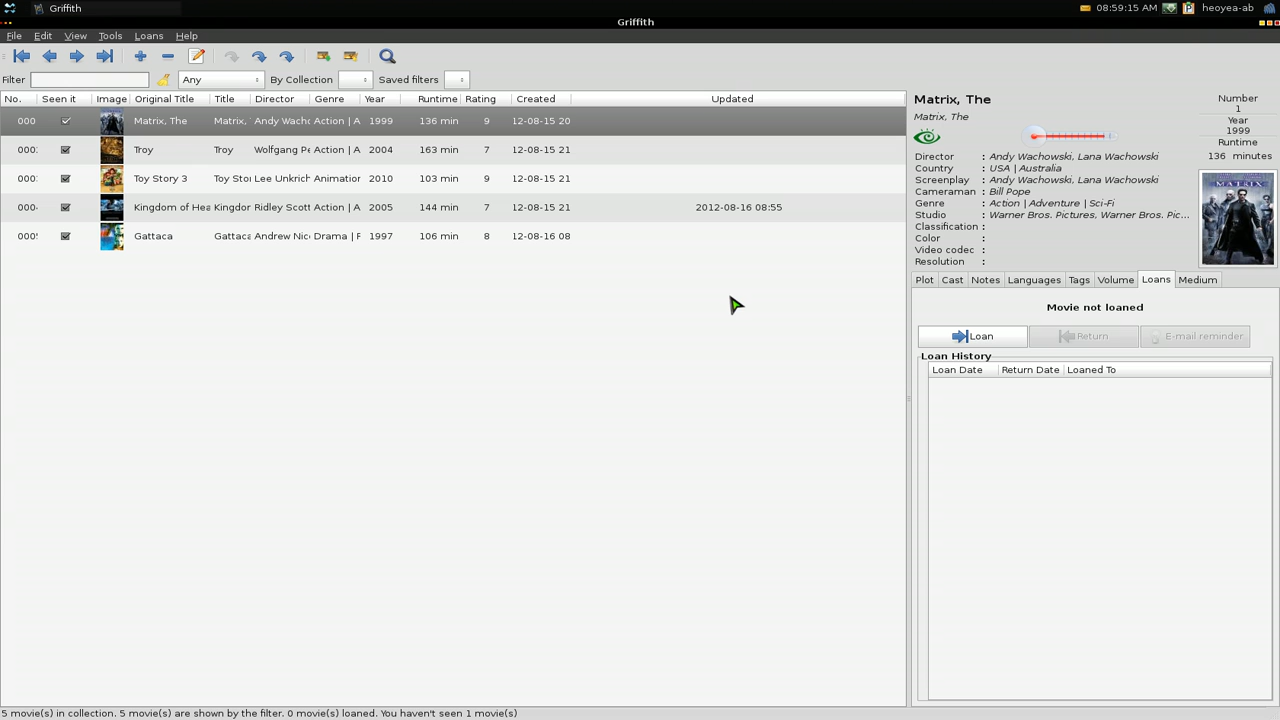 Griffith 08:59:15 AM heoyea-ab
Griffith
File Edit View Tools Loans Help
Filter Any By Collection Saved filters
No. Seen it Image Original Title Title Director Genre Year Runtime Rating Created Updated
000 Matrix, The Matrix, Andy Wacho Action | A 1999 136 min 9 12-08-15 20
000 Troy Troy Wolfgang Pe Action | A 2004 163 min 7 12-08-15 21
000 Toy Story 3 Toy Stor Lee Unkrich Animation 2010 103 min 9 12-08-15 21
000 Kingdom of Hea Kingdor Ridley Scott Action | A 2005 144 min 7 12-08-15 21 2012-08-16 08:55
000 Gattaca Gattaca Andrew Nic Drama | F 1997 106 min 8 12-08-16 08
Matrix, The
Matrix, The
Director : Andy Wachowski, Lana Wachowski
Country : USA | Australia
Screenplay : Andy Wachowski, Lana Wachowski
Cameraman : Bill Pope
Genre : Action | Adventure | Sci-Fi
Studio : Warner Bros. Pictures, Warner Bros. Pic...
Classification :
Color :
Video codec :
Resolution :
Number
1
Year
1999
Runtime
136 minutes
MATRIX
Plot Cast Notes Languages Tags Volume Loans Medium
Movie not loaned
Loan Return E-mail reminder
Loan History
Loan Date Return Date Loaned To
5 movie(s) in collection. 5 movie(s) are shown by the filter. 0 movie(s) loaned. You haven't seen 1 movie(s)